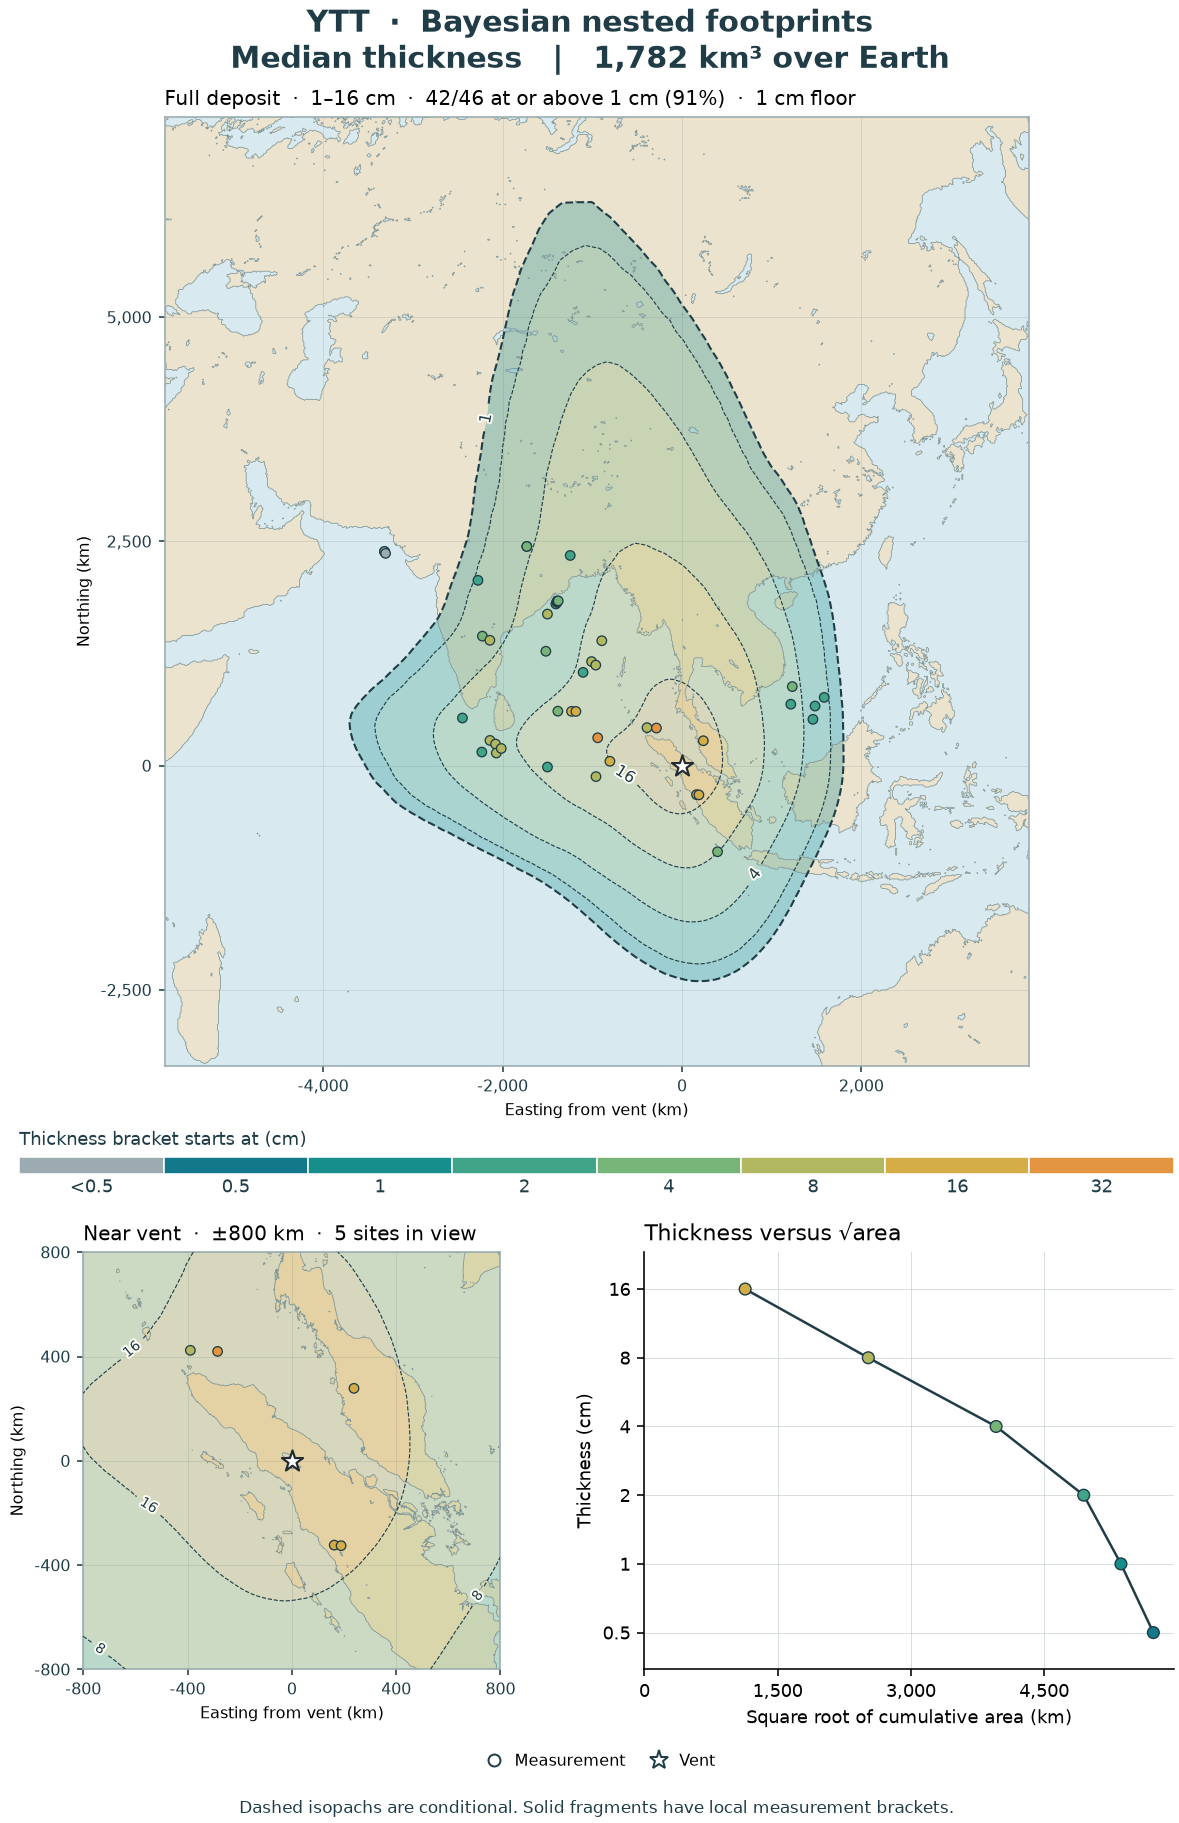 YTT · Bayesian nested footprints
Median thickness | 1,782 km³ over Earth
Full deposit · 1–16 cm · 42/46 at or above 1 cm (91%) · 1 cm floor
5,000
2,500
0
-2,500
Northing (km)
1
16
4
-4,000
-2,000
0
2,000
Easting from vent (km)
Thickness bracket starts at (cm)
<0.5
0.5
1
2
4
8
16
32
Near vent · ±800 km · 5 sites in view
800
400
0
-400
-800
Northing (km)
16
16
8
8
-800
-400
0
400
800
Easting from vent (km)
Thickness versus √area
16
8
4
2
1
0.5
Thickness (cm)
0
1,500
3,000
4,500
Square root of cumulative area (km)
Measurement
Vent
Dashed isopachs are conditional. Solid fragments have local measurement brackets.